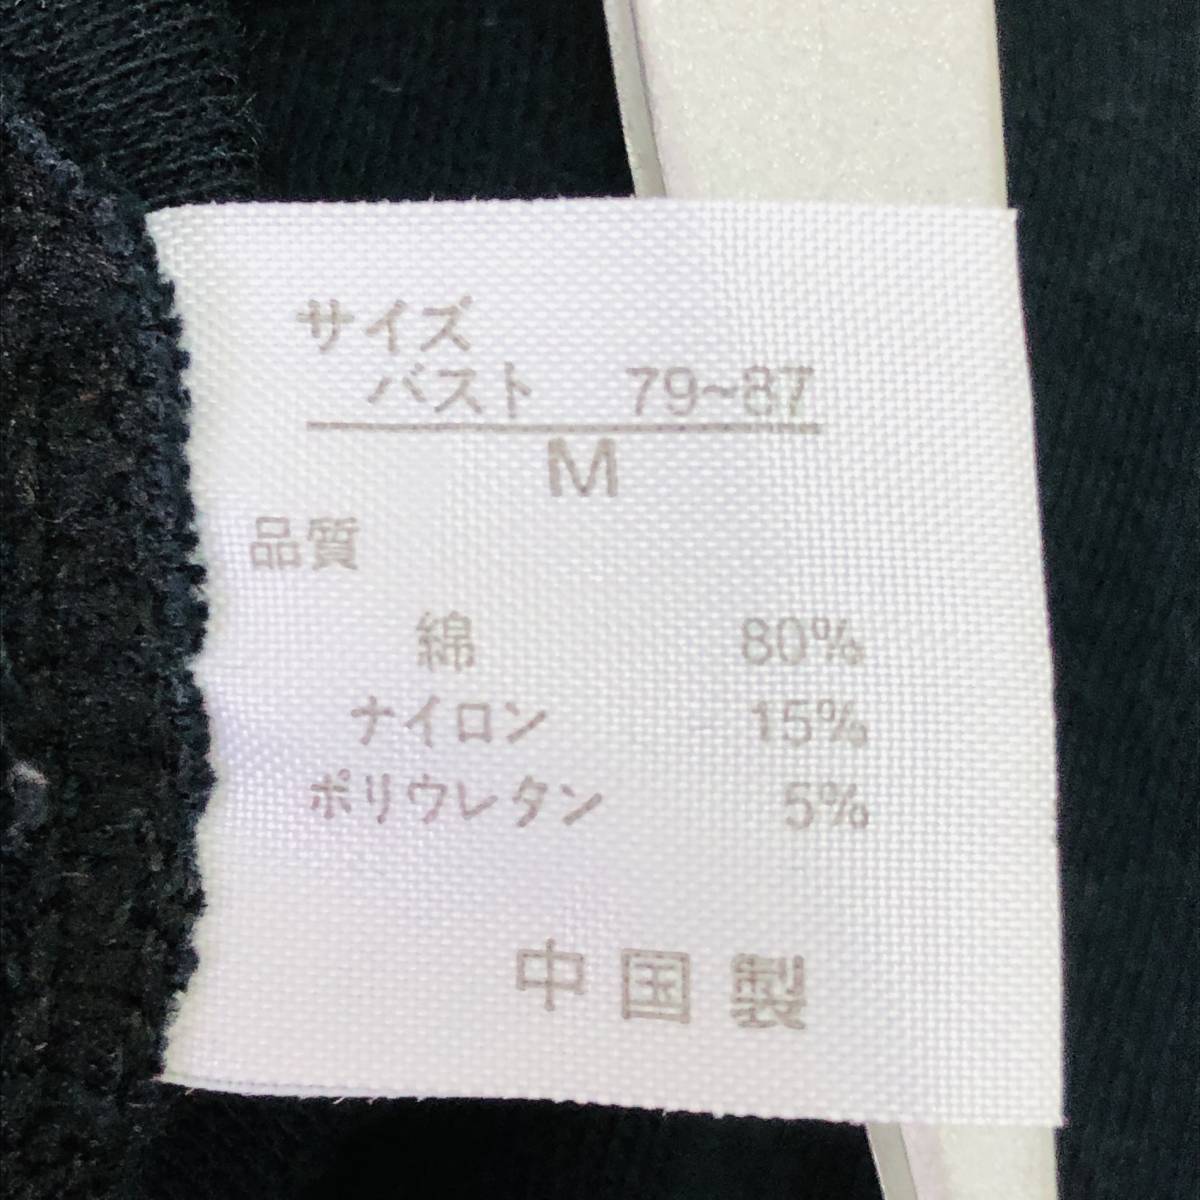 サイズ
バスト 79~87
M
品質
綿 80%
ナイロン 15%
ポリウレタン 5%
中国製